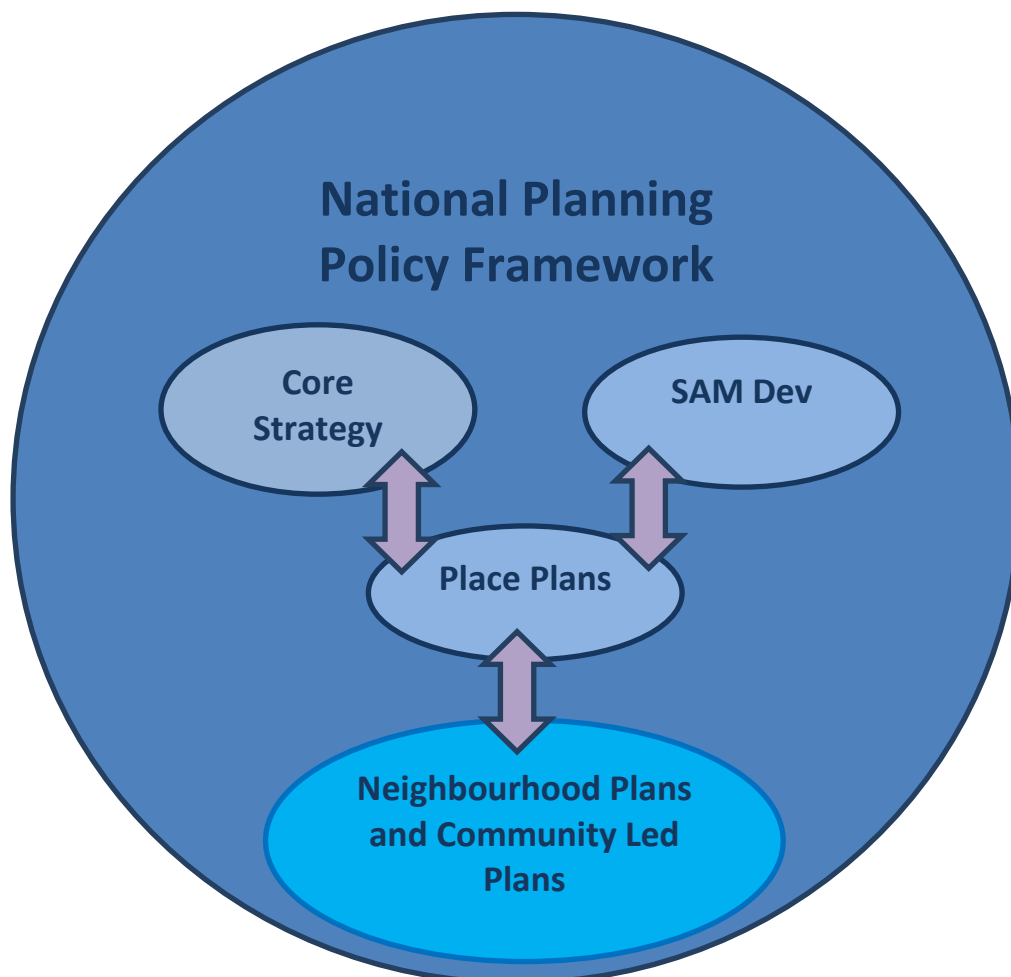 National Planning
Policy Framework
Core
Strategy
SAM Dev
Place Plans
Neighbourhood Plans
and Community Led
Plans